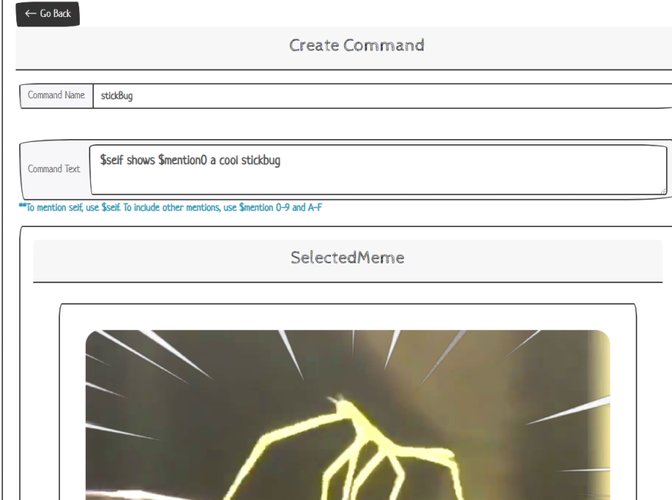 ← Go Back
Create Command
Command Name stickBug
Command Text $self shows $mention0 a cool stickbug
**To mention self, use $self. To include other mentions, use $mention 0-9 and A-F
SelectedMeme